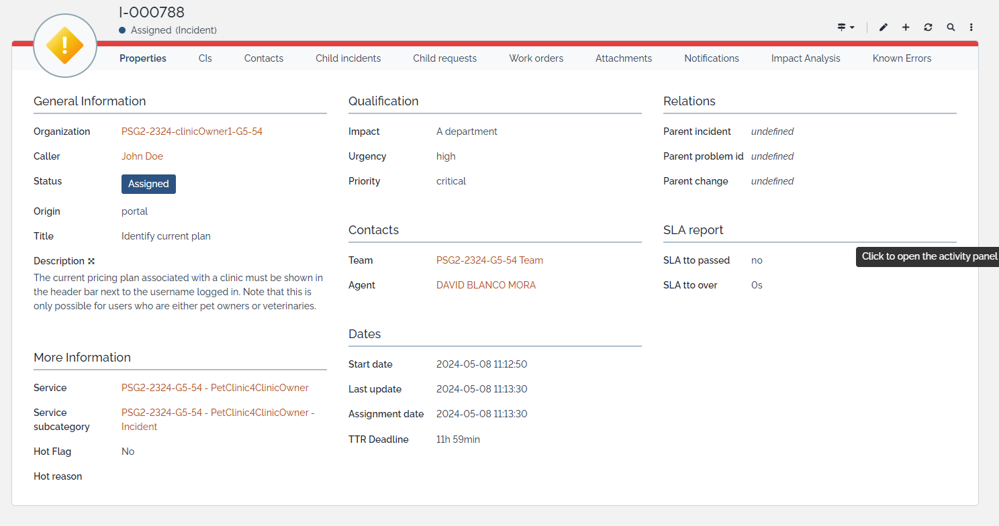 I-000788
Assigned (Incident)
Properties CIs Contacts Child incidents Child requests Work orders Attachments Notifications Impact Analysis Known Errors
General Information
Organization PSG2-2324-clinicOwner1-G5-54
Caller John Doe
Status Assigned
Origin portal
Title Identify current plan
Description
The current pricing plan associated with a clinic must be shown in
the header bar next to the username logged in. Note that this is
only possible for users who are either pet owners or veterinaries.
More Information
Service PSG2-2324-G5-54 - PetClinic4ClinicOwner
Service PSG2-2324-G5-54 - PetClinic4ClinicOwner -
subcategory Incident
Hot Flag No
Hot reason
Qualification
Impact A department
Urgency high
Priority critical
Contacts
Team PSG2-2324-G5-54 Team
Agent DAVID BLANCO MORA
Dates
Start date 2024-05-08 11:12:50
Last update 2024-05-08 11:13:30
Assignment date 2024-05-08 11:13:30
TTR Deadline 11h 59min
Relations
Parent incident undefined
Parent problem id undefined
Parent change undefined
SLA report
Click to open the activity panel
SLA tto passed no
SLA tto over 0s